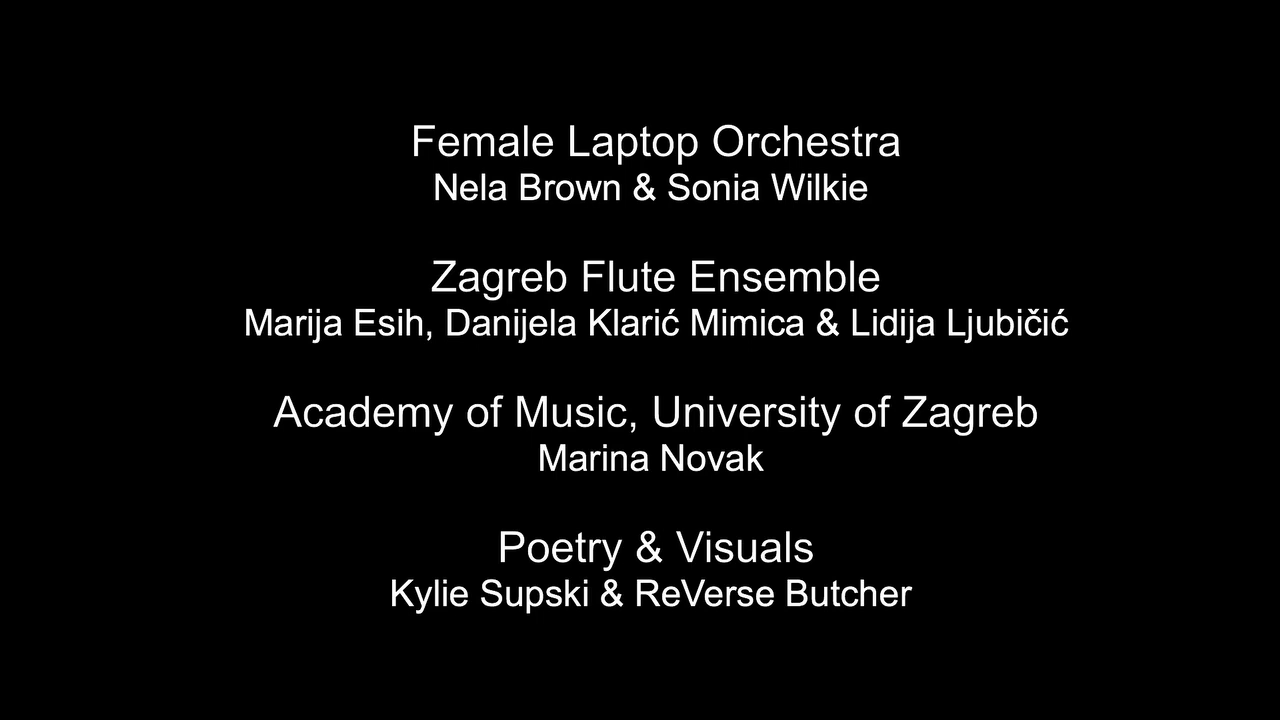 Female Laptop Orchestra
Nela Brown & Sonia Wilkie
Zagreb Flute Ensemble
Marija Esih, Danijela Klarić Mimica & Lidija Ljubičić
Academy of Music, University of Zagreb
Marina Novak
Poetry & Visuals
Kylie Supski & ReVerse Butcher